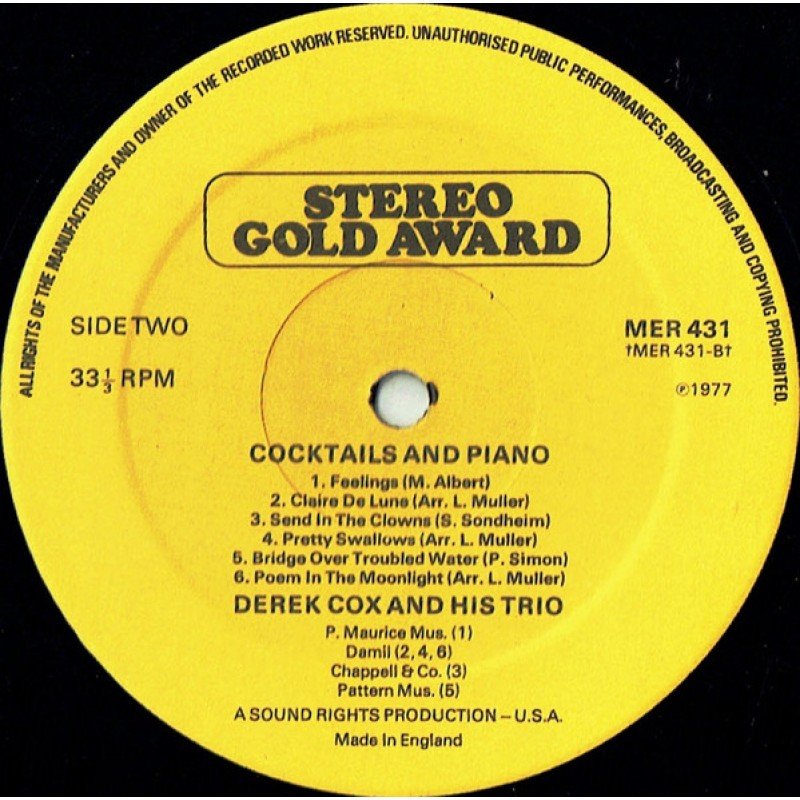 ALL RIGHTS OF THE MANUFACTURERS AND OWNER OF THE RECORDED WORK RESERVED. UNAUTHORISED PUBLIC PERFORMANCES, BROADCASTING AND COPYING PROHIBITED.
STEREO
GOLD AWARD
SIDE TWO
MER 431
†MER 431-B†
33 1/3 RPM
℗1977
COCKTAILS AND PIANO
1. Feelings (M. Albert)
2. Claire De Lune (Arr. L. Muller)
3. Send In The Clowns (S. Sondheim)
4. Pretty Swallows (Arr. L. Muller)
5. Bridge Over Troubled Water (P. Simon)
6. Poem In The Moonlight (Arr. L. Muller)
DEREK COX AND HIS TRIO
P. Maurice Mus. (1)
Damil (2, 4, 6)
Chappell & Co. (3)
Pattern Mus. (5)
A SOUND RIGHTS PRODUCTION – U.S.A.
Made In England